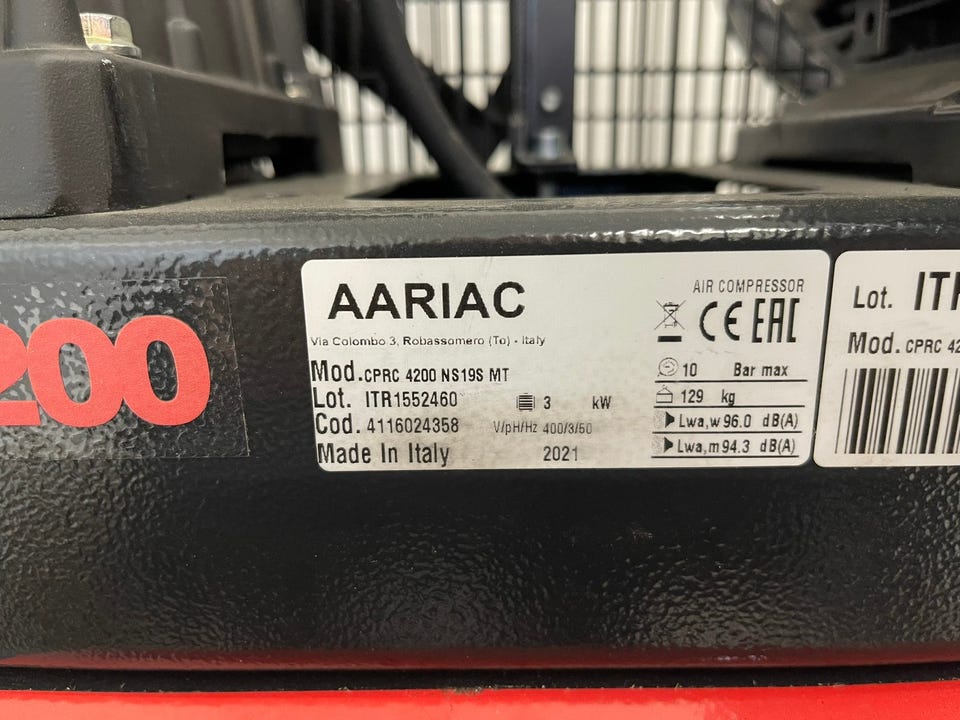 200
AARIAC
AIR COMPRESSOR
CE EAC
Via Colombo 3, Robassomero (To) - Italy
Mod. CPRC 4200 NS19S MT
Lot. ITR1552460
3 kW
Cod. 4116024358
V/pH/Hz 400/3/50
Made In Italy
2021
10 Bar max
129 kg
Lwa,w 96.0 dB(A)
Lwa,m 94.3 dB(A)
Lot. IT
Mod. CPRC 42